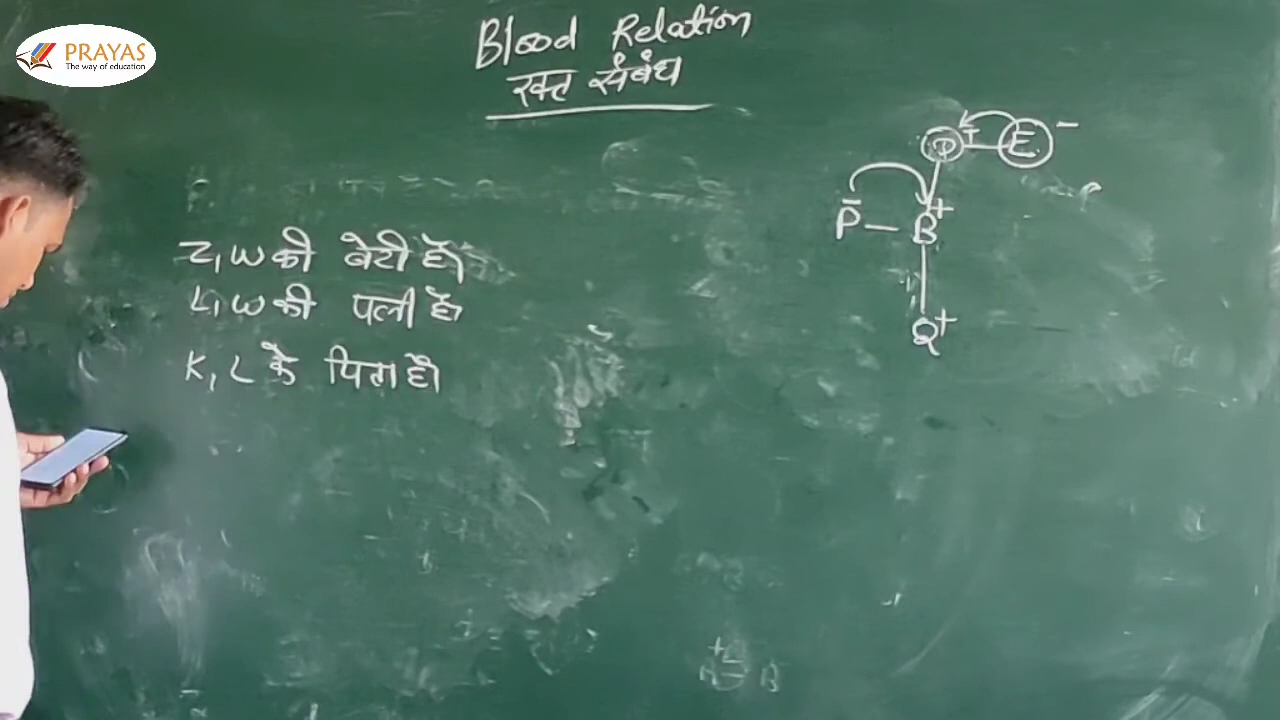 PRAYAS
The way of education
Blood Relation
रक्त संबंध
Z, W की बेटी है।
L, W की पत्नी है।
K, L के पिता है।
E -
P - B +
Q +